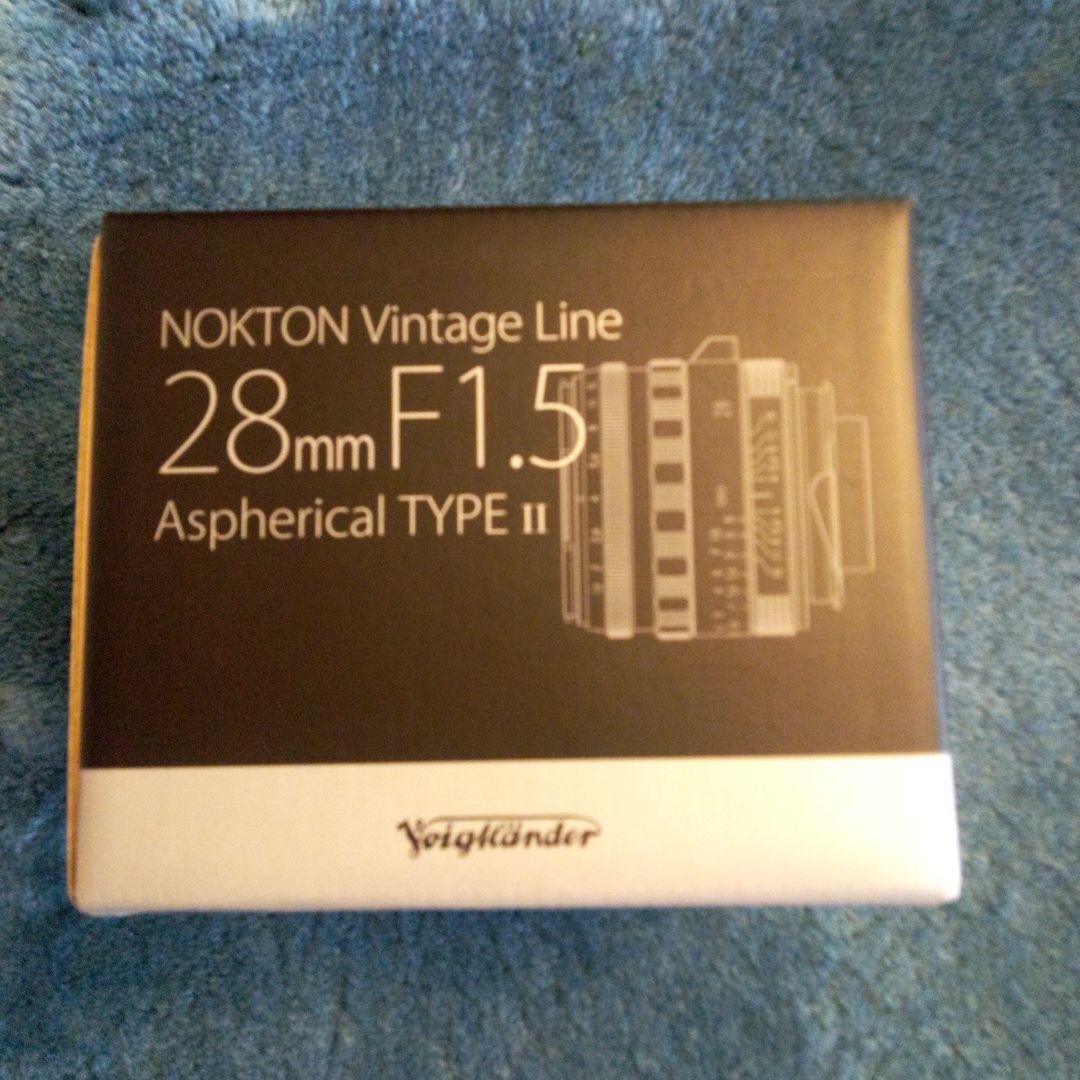 NOKTON Vintage Line
28mm F1.5
Aspherical TYPE II
Voigtländer